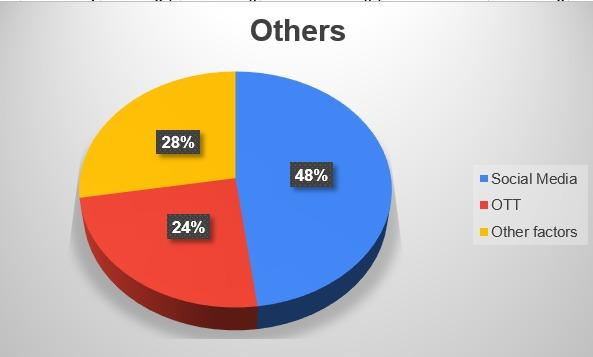 Others
28%
48%
24%
Social Media
OTT
Other factors